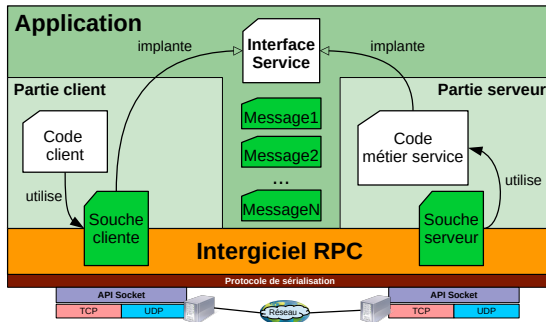 Application
implante
Interface
Service
implante
Partie client
Partie serveur
Code
client
Message1
Message2
...
MessageN
Code
métier service
utilise
utilise
Souche
cliente
Souche
serveur
Intergiciel RPC
Protocole de sérialisation
API Socket
TCP
UDP
Réseau
API Socket
TCP
UDP